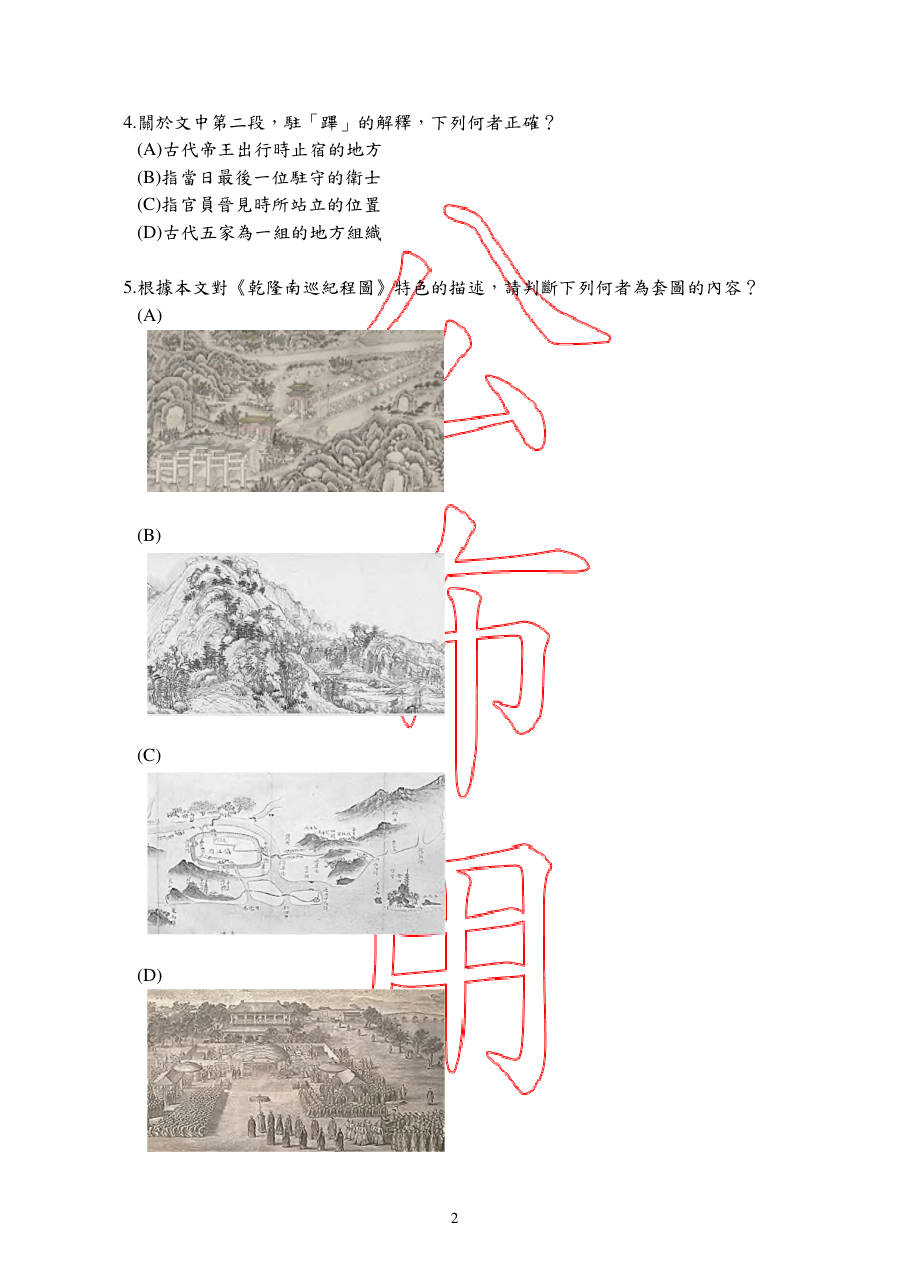 4.關於文中第二段，駐「蹕」的解釋，下列何者正確？
(A)古代帝王出行時止宿的地方
(B)指當日最後一位駐守的衛士
(C)指官員晉見時所站立的位置
(D)古代五家為一組的地方組織
5.根據本文對《乾隆南巡紀程圖》特色的描述，請判斷下列何者為套圖的內容？
(A)
(B)
(C)
(D)
公
布
用
2